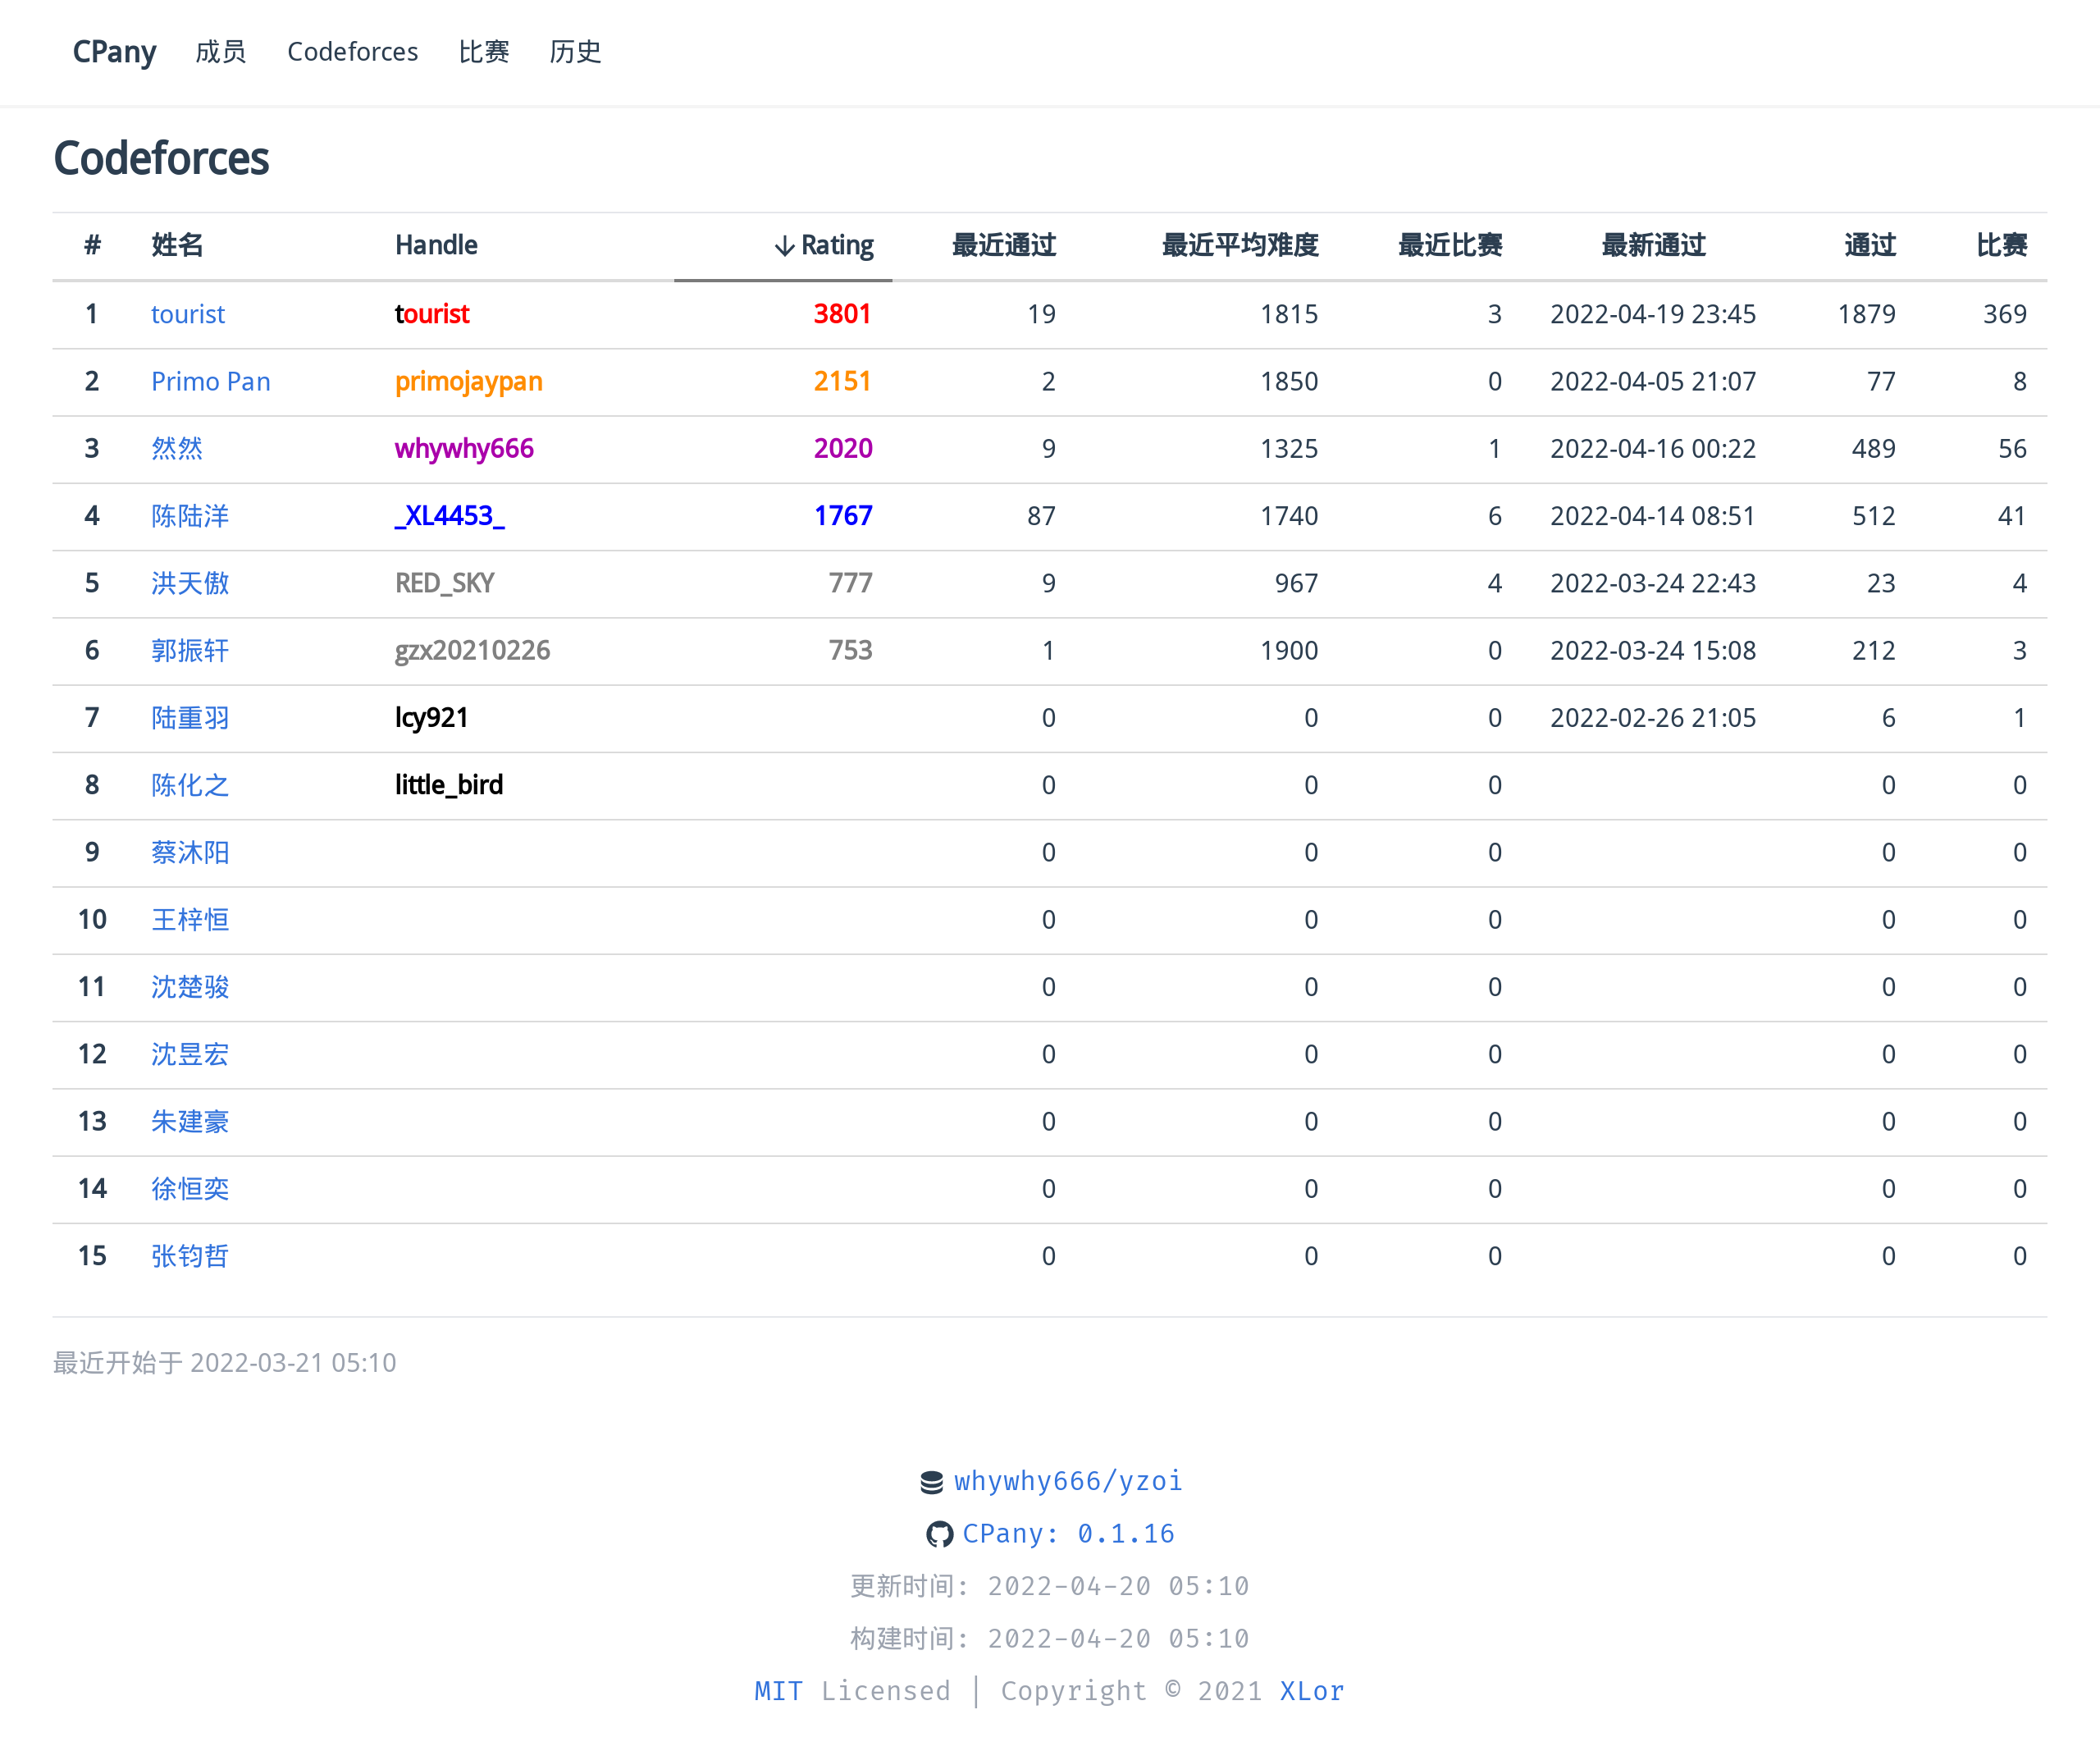 CPany 成员 Codeforces 比赛 历史
Codeforces
# 姓名 Handle ↓ Rating 最近通过 最近平均难度 最近比赛 最新通过 通过 比赛
1 tourist tourist 3801 19 1815 3 2022-04-19 23:45 1879 369
2 Primo Pan primojaypan 2151 2 1850 0 2022-04-05 21:07 77 8
3 然然 whywhy666 2020 9 1325 1 2022-04-16 00:22 489 56
4 陈陆洋 _XL4453_ 1767 87 1740 6 2022-04-14 08:51 512 41
5 洪天傲 RED_SKY 777 9 967 4 2022-03-24 22:43 23 4
6 郭振轩 gzx20210226 753 1 1900 0 2022-03-24 15:08 212 3
7 陆重羽 lcy921 0 0 0 2022-02-26 21:05 6 1
8 陈化之 little_bird 0 0 0 0 0
9 蔡沐阳 0 0 0 0 0
10 王梓恒 0 0 0 0 0
11 沈楚骏 0 0 0 0 0
12 沈昱宏 0 0 0 0 0
13 朱建豪 0 0 0 0 0
14 徐恒奕 0 0 0 0 0
15 张钧哲 0 0 0 0 0
最近开始于 2022-03-21 05:10
whywhy666/yzoi
CPany: 0.1.16
更新时间: 2022-04-20 05:10
构建时间: 2022-04-20 05:10
MIT Licensed | Copyright © 2021 XLor